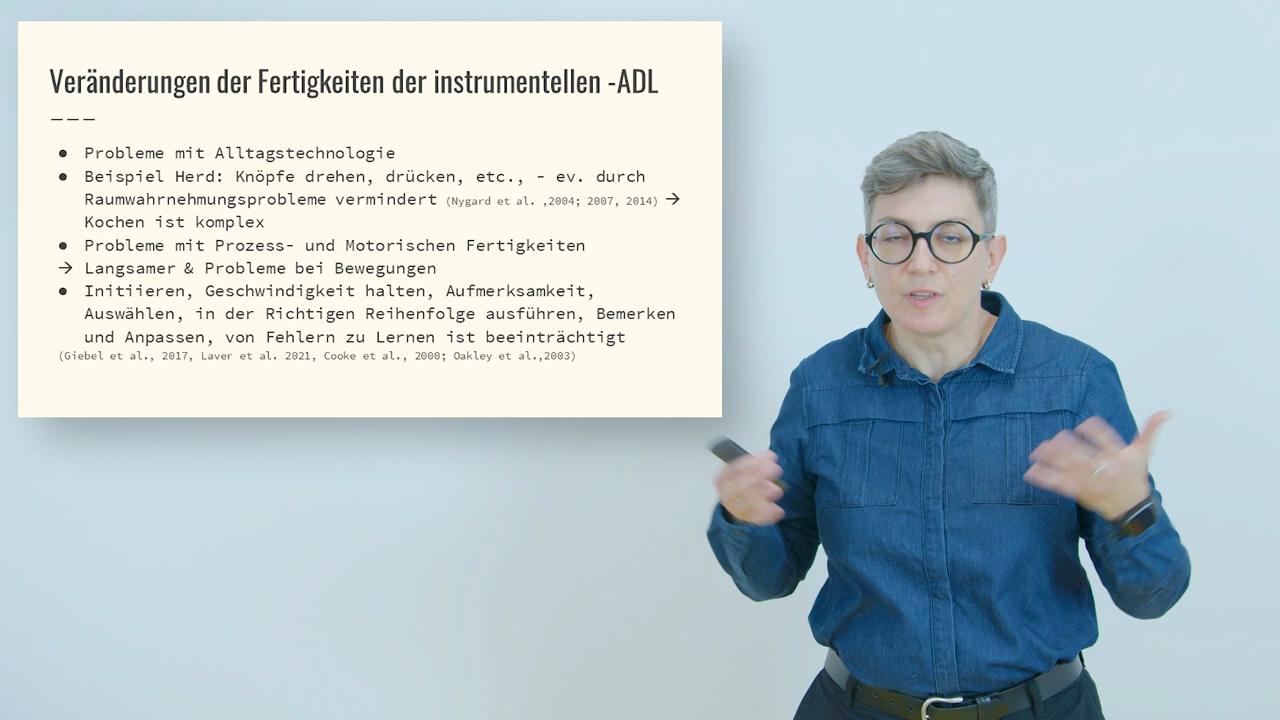 Veränderungen der Fertigkeiten der instrumentellen -ADL
———
● Probleme mit Alltagstechnologie
● Beispiel Herd: Knöpfe drehen, drücken, etc., - ev. durch
Raumwahrnehmungsprobleme vermindert (Nygard et al. ,2004; 2007, 2014) →
Kochen ist komplex
● Probleme mit Prozess- und Motorischen Fertigkeiten
→ Langsamer & Probleme bei Bewegungen
● Initiieren, Geschwindigkeit halten, Aufmerksamkeit,
Auswählen, in der Richtigen Reihenfolge ausführen, Bemerken
und Anpassen, von Fehlern zu Lernen ist beeinträchtigt
(Giebel et al., 2017, Laver et al. 2021, Cooke et al., 2000; Oakley et al.,2003)